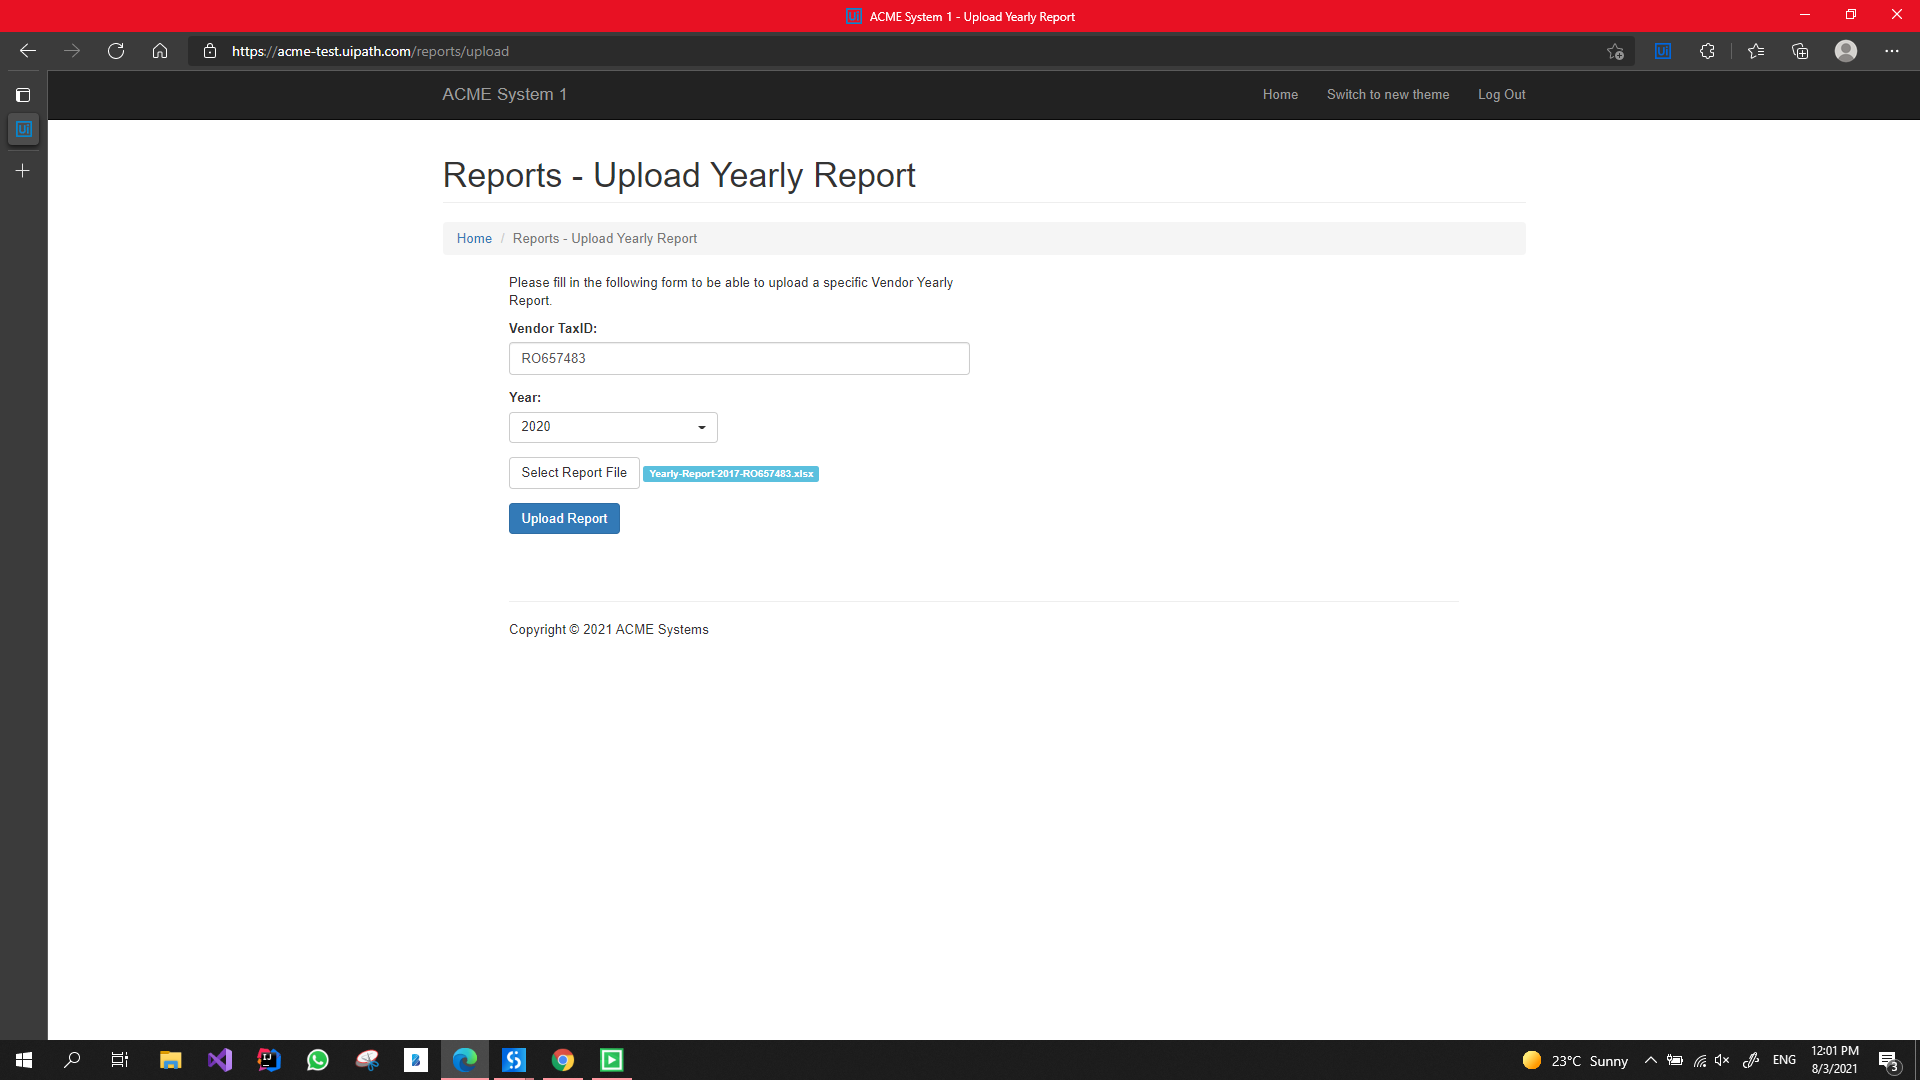 ACME System 1 - Upload Yearly Report
https://acme-test.uipath.com/reports/upload
ACME System 1
Home
Switch to new theme
Log Out
Reports - Upload Yearly Report
Home / Reports - Upload Yearly Report
Please fill in the following form to be able to upload a specific Vendor Yearly
Report.
Vendor TaxID:
RO657483
Year:
2020
Select Report File
Yearly-Report-2017-RO657483.xlsx
Upload Report
Copyright © 2021 ACME Systems
23°C Sunny
ENG
12:01 PM
8/3/2021
3